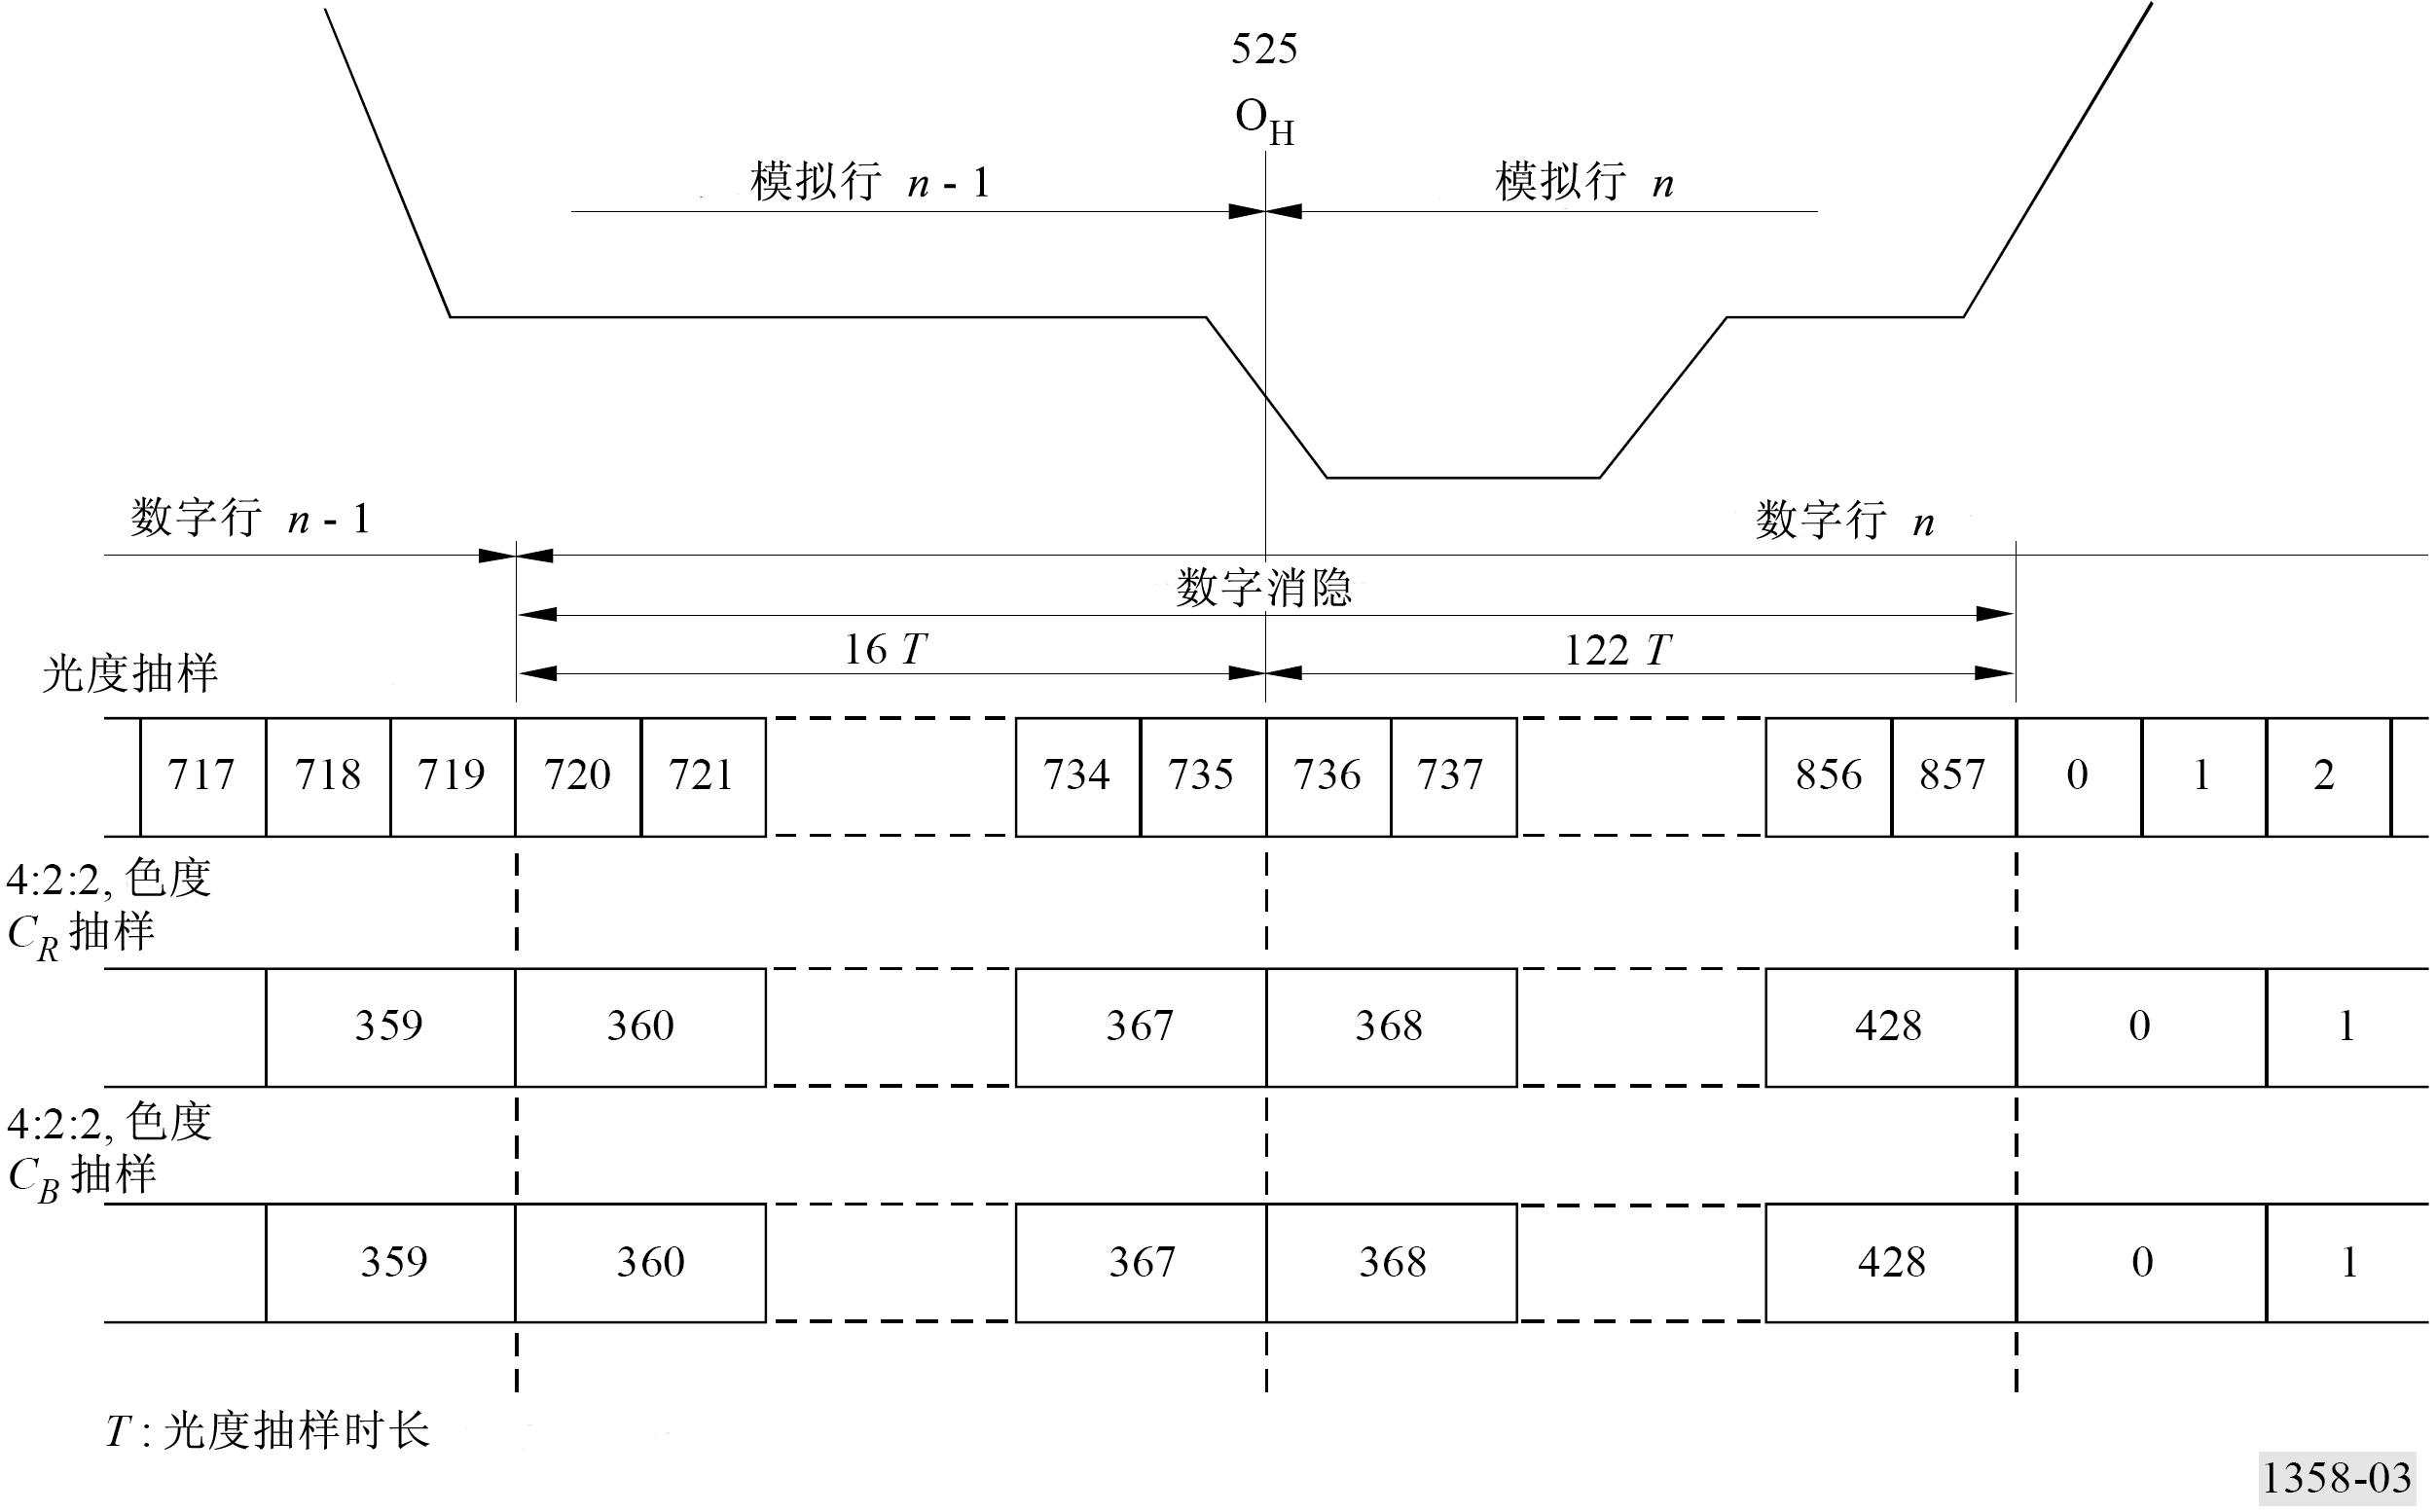 525
O_H
模拟行 n - 1
模拟行 n
数字行 n - 1
数字行 n
数字消隐
16 T
122 T
光度抽样
717 718 719 720 721 734 735 736 737 856 857 0 1 2
4:2:2, 色度
C_R 抽样
359 360 367 368 428 0 1
4:2:2, 色度
C_B 抽样
359 360 367 368 428 0 1
T : 光度抽样时长
1358-03